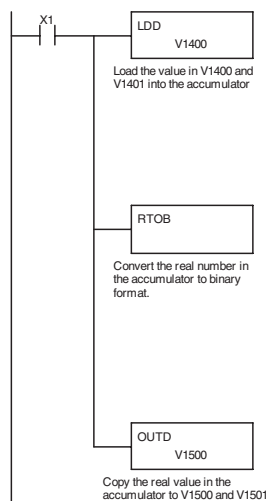 X1
LDD
V1400
Load the value in V1400 and
V1401 into the accumulator
RTOB
Convert the real number in
the accumulator to binary
format.
OUTD
V1500
Copy the real value in the
accumulator to V1500 and V1501